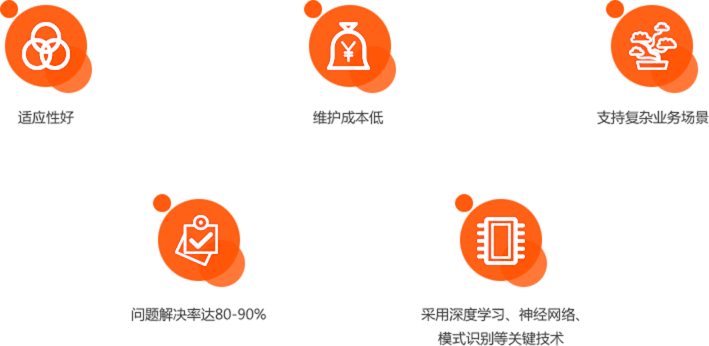 适应性好
维护成本低
支持复杂业务场景
问题解决率达80-90%
采用深度学习、神经网络、
模式识别等关键技术